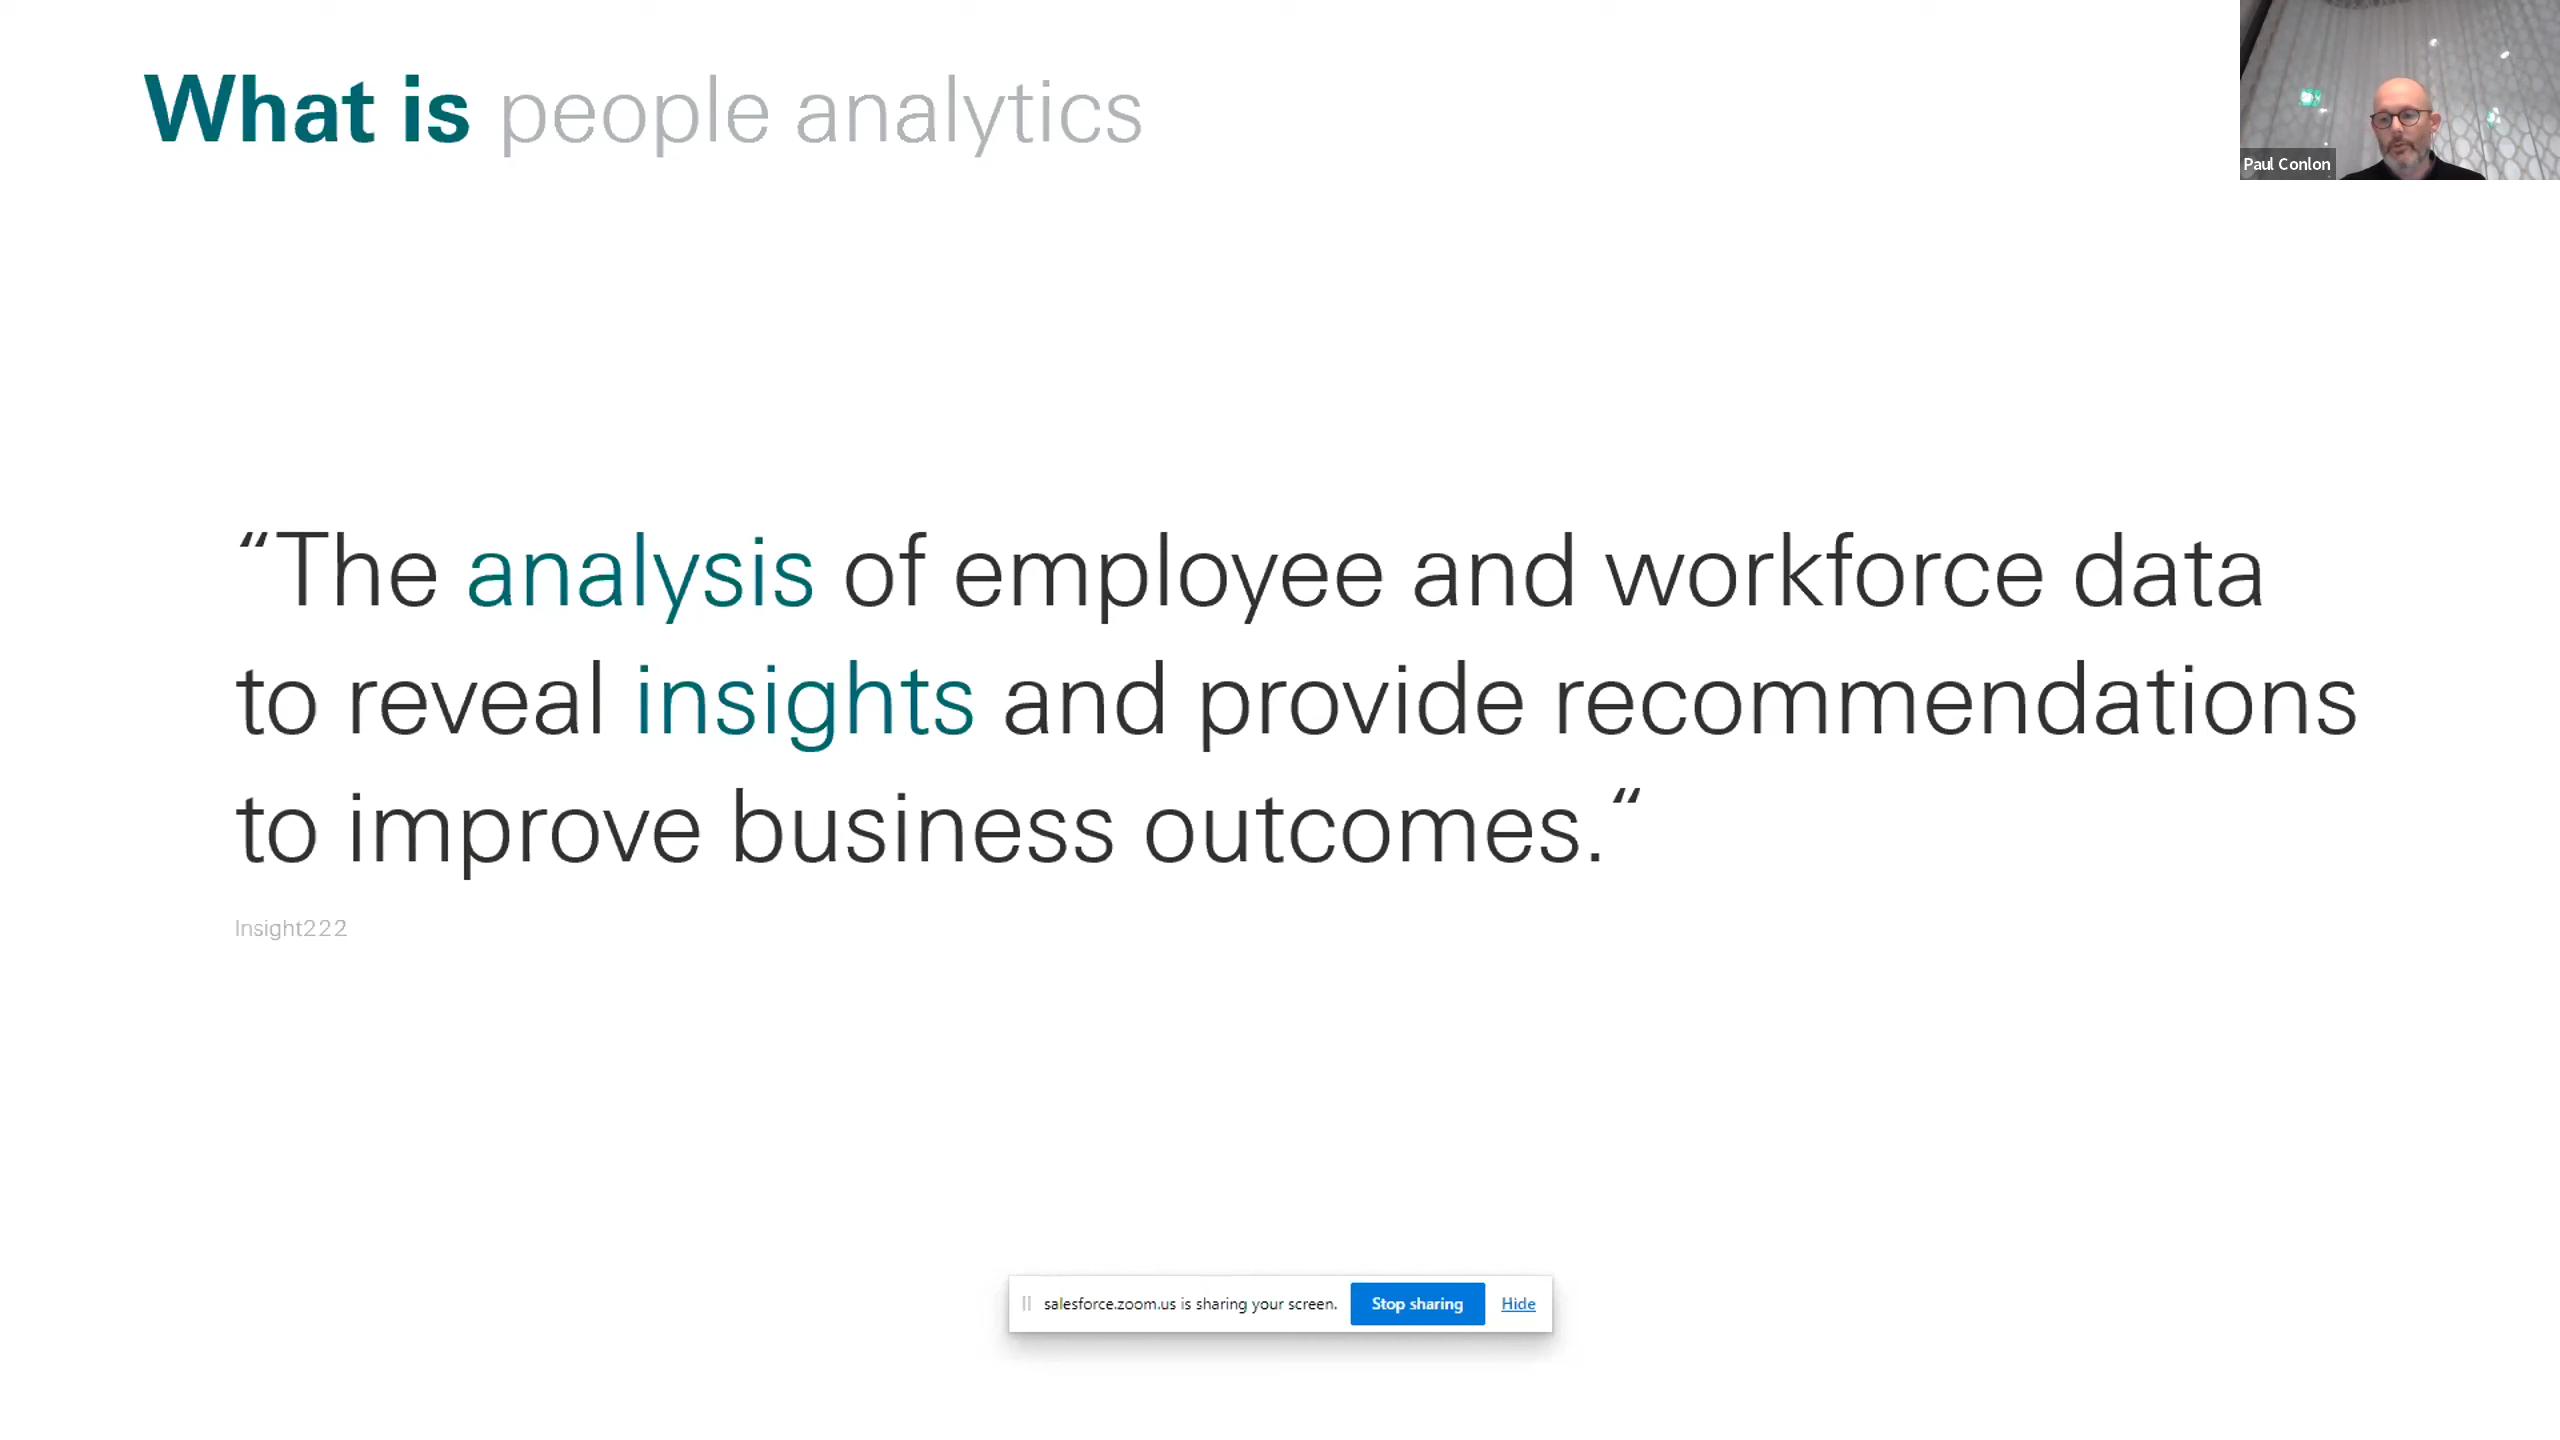 What is people analytics
Paul Conlon
“The analysis of employee and workforce data
to reveal insights and provide recommendations
to improve business outcomes.“
Insight222
salesforce.zoom.us is sharing your screen.
Stop sharing
Hide